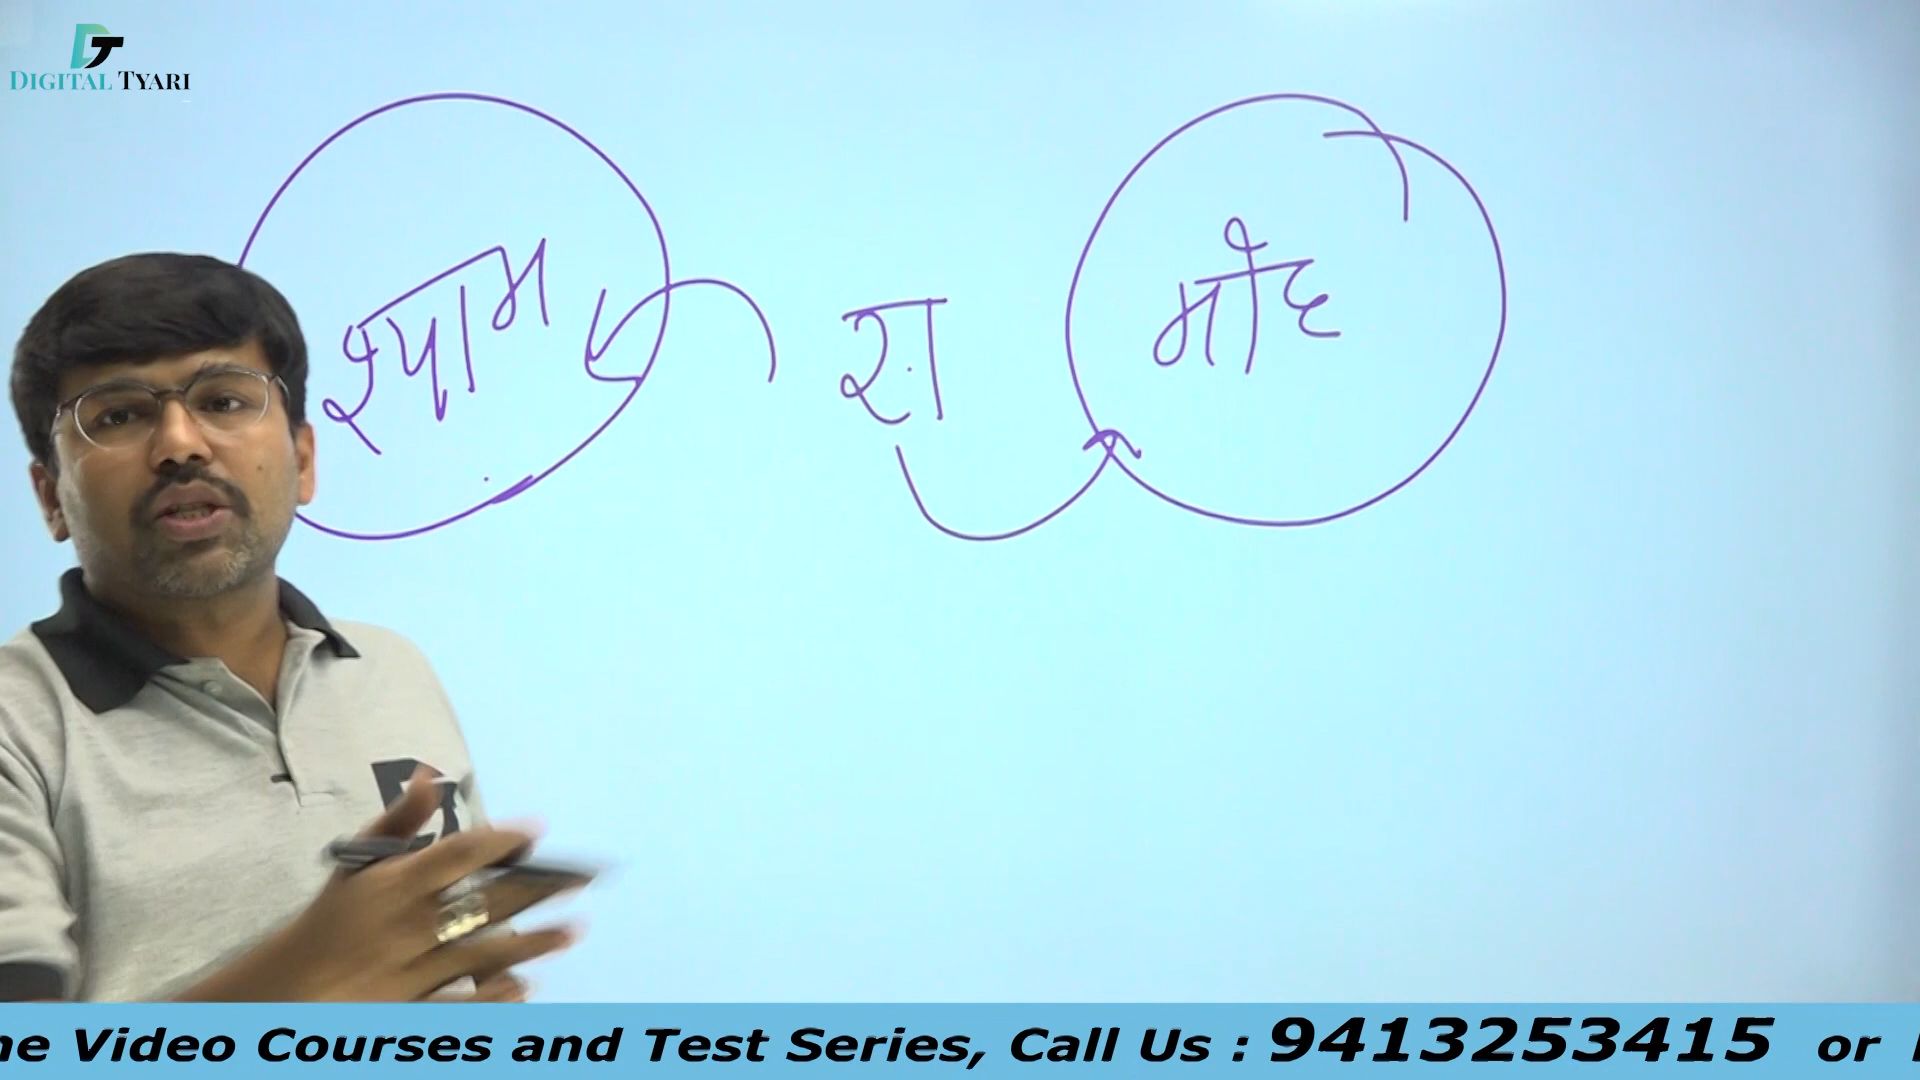 DIGITAL TYARI
श्याम रा मोह
ne Video Courses and Test Series, Call Us : 9413253415 or